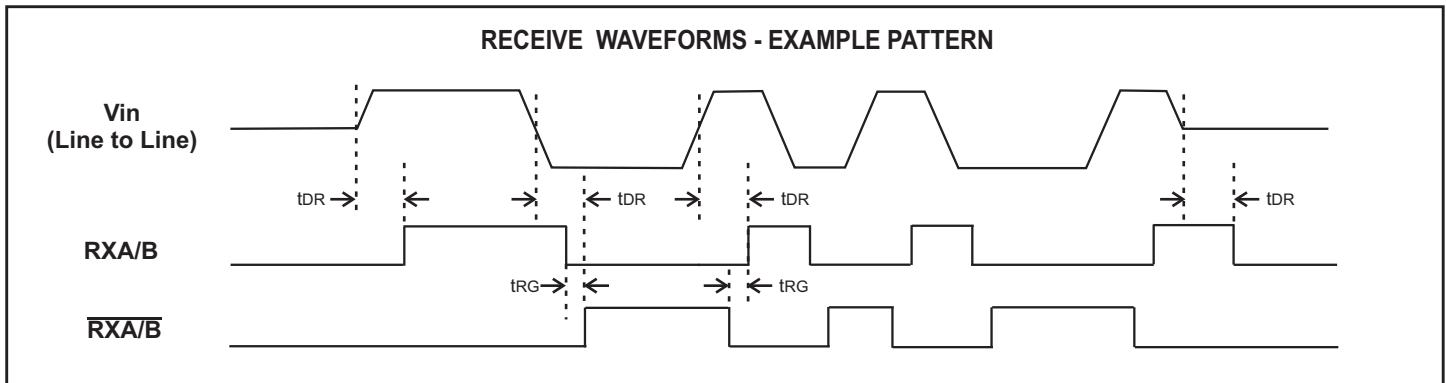 RECEIVE WAVEFORMS - EXAMPLE PATTERN
Vin
(Line to Line)
tDR tDR tDR tDR
RXA/B
tRG tRG
RXA/B